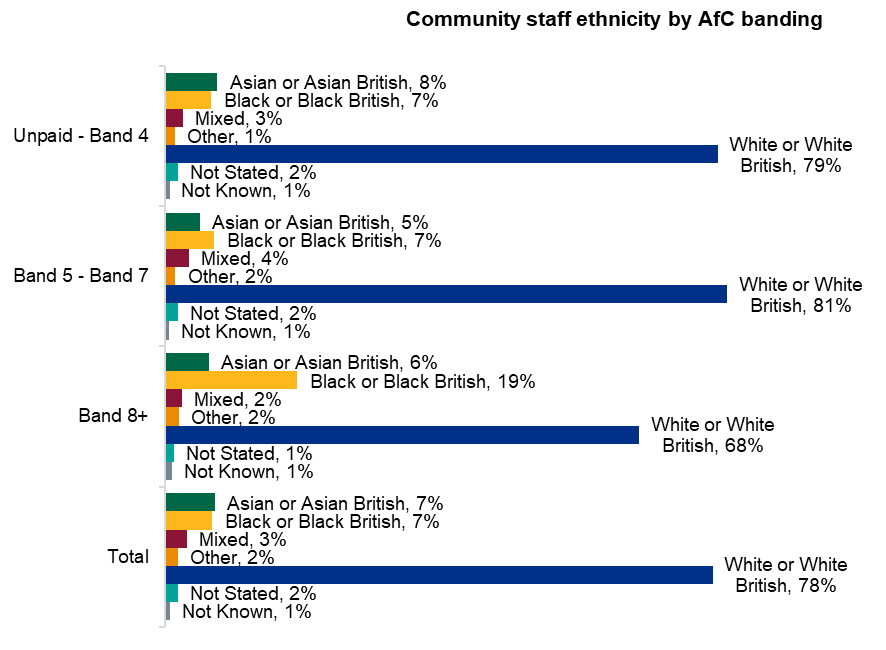 Community staff ethnicity by AfC banding
Unpaid - Band 4
Asian or Asian British, 8%
Black or Black British, 7%
Mixed, 3%
Other, 1%
White or White
British, 79%
Not Stated, 2%
Not Known, 1%
Band 5 - Band 7
Asian or Asian British, 5%
Black or Black British, 7%
Mixed, 4%
Other, 2%
White or White
British, 81%
Not Stated, 2%
Not Known, 1%
Band 8+
Asian or Asian British, 6%
Black or Black British, 19%
Mixed, 2%
Other, 2%
White or White
British, 68%
Not Stated, 1%
Not Known, 1%
Total
Asian or Asian British, 7%
Black or Black British, 7%
Mixed, 3%
Other, 2%
White or White
British, 78%
Not Stated, 2%
Not Known, 1%